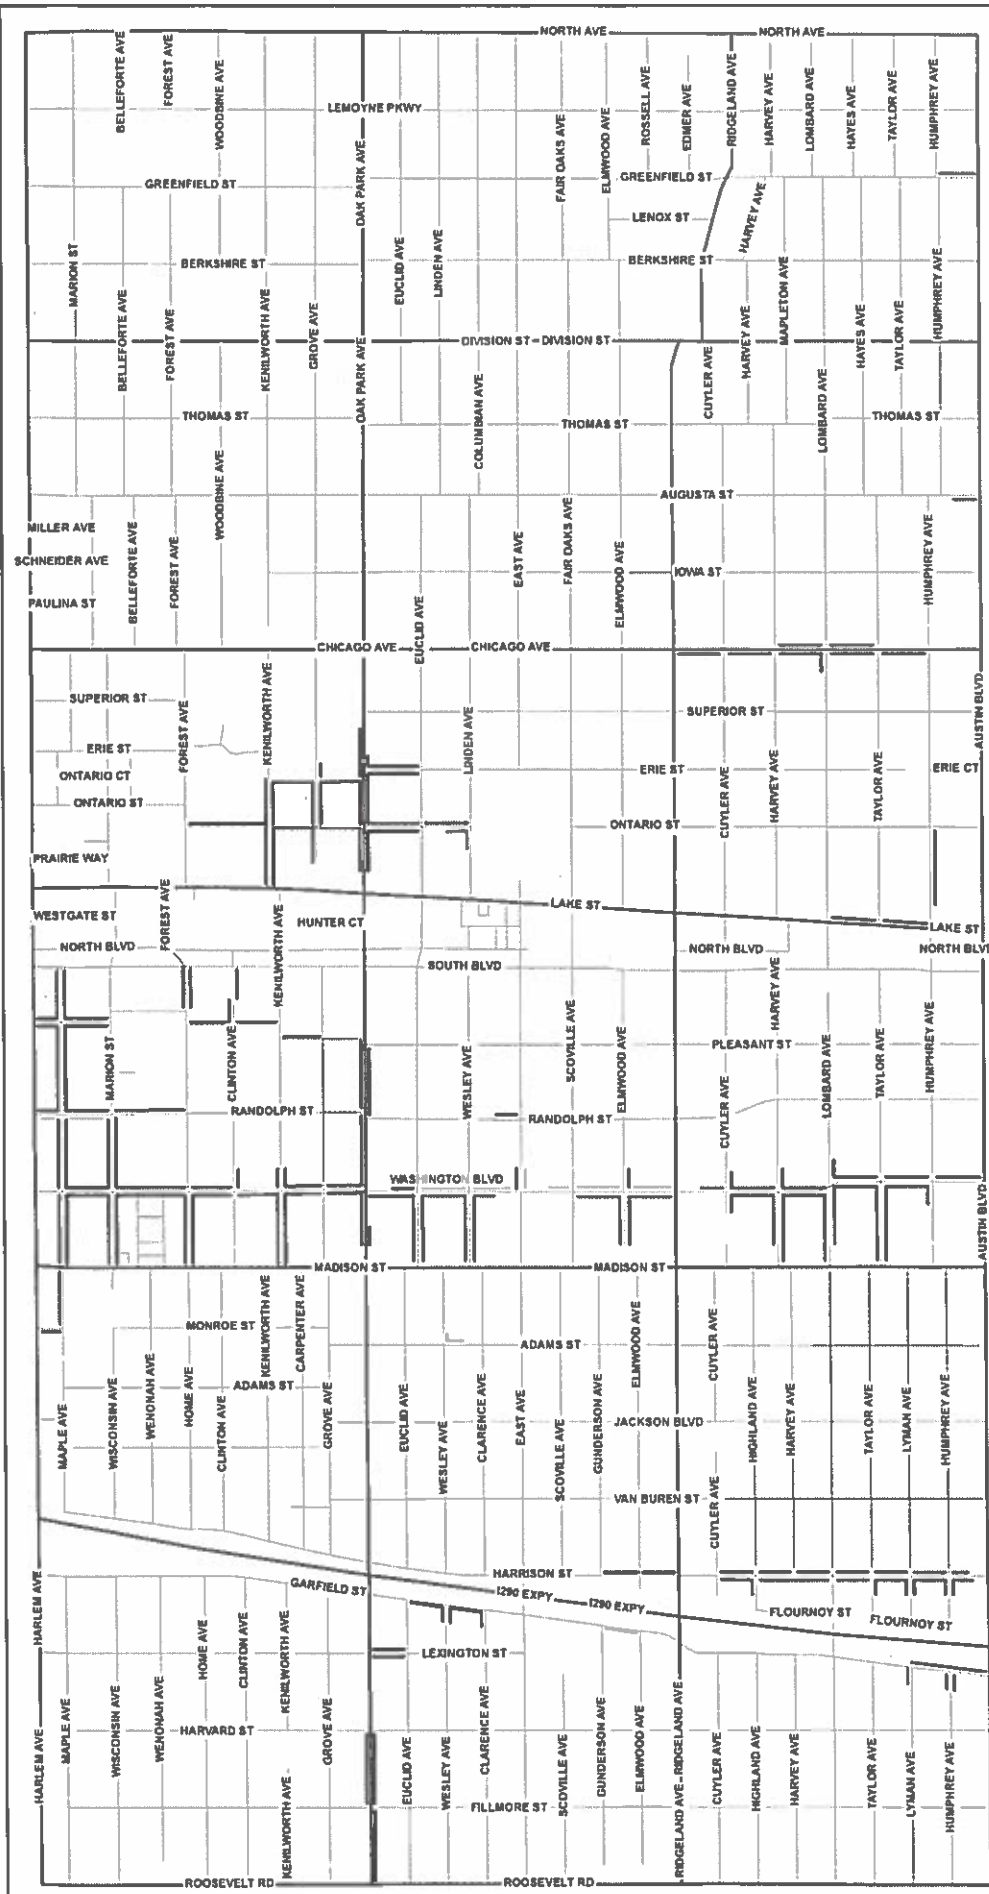 NORTH AVE
NORTH AVE
BELLEFORTE AVE
FOREST AVE
WOODBINE AVE
LEMOYNE PKWY
OAK PARK AVE
FAIR OAKS AVE
ELMWOOD AVE
ROSSELL AVE
EDMER AVE
RIDGELAND AVE
HARVEY AVE
LOMBARD AVE
HAYES AVE
TAYLOR AVE
HUMPHREY AVE
GREENFIELD ST
GREENFIELD ST
LENOX ST
HARVEY AVE
MARION ST
BERKSHIRE ST
EUCLID AVE
LINDEN AVE
BERKSHIRE ST
MAPLETON AVE
HUMPHREY AVE
BELLEFORTE AVE
FOREST AVE
KENILWORTH AVE
GROVE AVE
OAK PARK AVE
DIVISION ST
DIVISION ST
CUYLER AVE
HARVEY AVE
HAYES AVE
TAYLOR AVE
THOMAS ST
COLUMBIAN AVE
THOMAS ST
LOMBARD AVE
THOMAS ST
WOODBINE AVE
AUGUSTA ST
MILLER AVE
SCHNEIDER AVE
PAULINA ST
BELLEFORTE AVE
FOREST AVE
EAST AVE
FAIR OAKS AVE
ELMWOOD AVE
IOWA ST
HUMPHREY AVE
EUCLID AVE
CHICAGO AVE
CHICAGO AVE
SUPERIOR ST
FOREST AVE
KENILWORTH AVE
LINDEN AVE
SUPERIOR ST
AUSTIN BLVD
ERIE ST
ERIE ST
ERIE CT
ONTARIO CT
ONTARIO ST
CUYLER AVE
HARVEY AVE
TAYLOR AVE
ONTARIO ST
PRAIRIE WAY
WESTGATE ST
FOREST AVE
KENILWORTH AVE
HUNTER CT
LAKE ST
LAKE ST
NORTH BLVD
SOUTH BLVD
NORTH BLVD
NORTH BLVD
HARVEY AVE
MARION ST
CLINTON AVE
WESLEY AVE
SCOVILLE AVE
ELMWOOD AVE
PLEASANT ST
CUYLER AVE
LOMBARD AVE
TAYLOR AVE
HUMPHREY AVE
RANDOLPH ST
RANDOLPH ST
WASHINGTON BLVD
AUSTIN BLVD
MADISON ST
MADISON ST
MONROE ST
KENILWORTH AVE
CARPENTER AVE
ADAMS ST
ELMWOOD AVE
CUYLER AVE
ADAMS ST
MAPLE AVE
WISCONSIN AVE
WENONAH AVE
HOME AVE
CLINTON AVE
GROVE AVE
EUCLID AVE
WESLEY AVE
CLARENCE AVE
EAST AVE
SCOVILLE AVE
GUNDERSON AVE
JACKSON BLVD
HIGHLAND AVE
HARVEY AVE
TAYLOR AVE
LYMAN AVE
HUMPHREY AVE
VAN BUREN ST
CUYLER AVE
HARLEM AVE
HARRISON ST
GARFIELD ST
I290 EXPY
I290 EXPY
FLOURNOY ST
FLOURNOY ST
HOME AVE
CLINTON AVE
KENILWORTH AVE
LEXINGTON ST
HARLEM AVE
MAPLE AVE
WISCONSIN AVE
WENONAH AVE
HARVARD ST
GROVE AVE
EUCLID AVE
WESLEY AVE
CLARENCE AVE
SCOVILLE AVE
GUNDERSON AVE
ELMWOOD AVE
RIDGELAND AVE
RIDGELAND AVE
CUYLER AVE
HIGHLAND AVE
HARVEY AVE
TAYLOR AVE
LYMAN AVE
HUMPHREY AVE
KENILWORTH AVE
FILLMORE ST
ROOSEVELT RD
ROOSEVELT RD